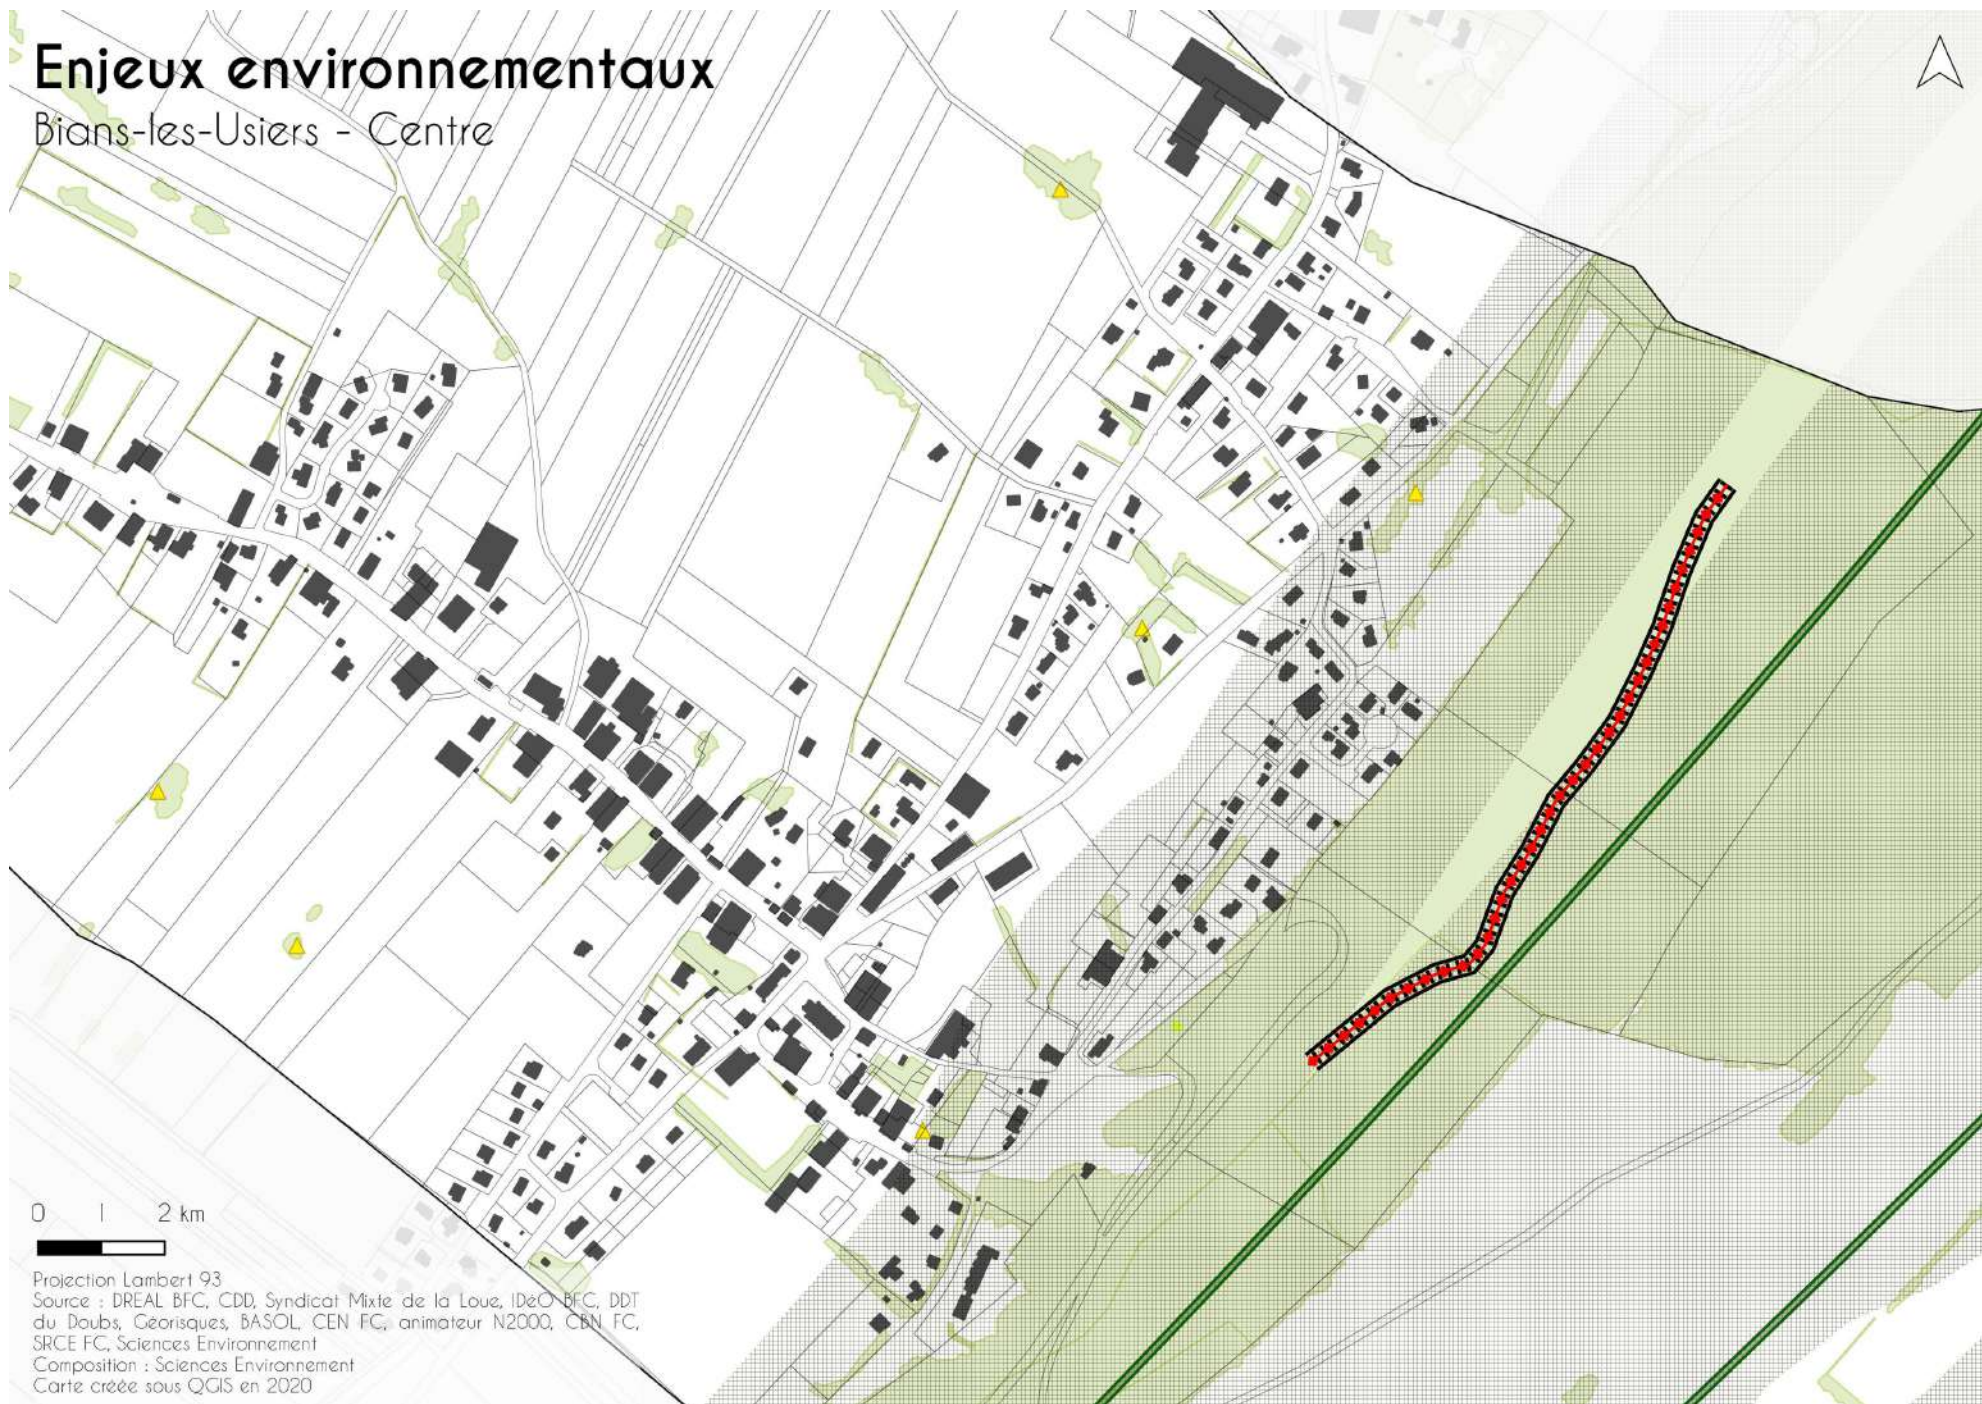 Enjeux environnementaux
Bians-les-Usiers - Centre
0 1 2 km
Projection Lambert 93
Source : DREAL BFC, CDD, Syndicat Mixte de la Loue, IDéO BFC, DDT
du Doubs, Géorisques, BASOL, CEN FC, animateur N2000, CBN FC,
SRCE FC, Sciences Environnement
Composition : Sciences Environnement
Carte créée sous QGIS en 2020